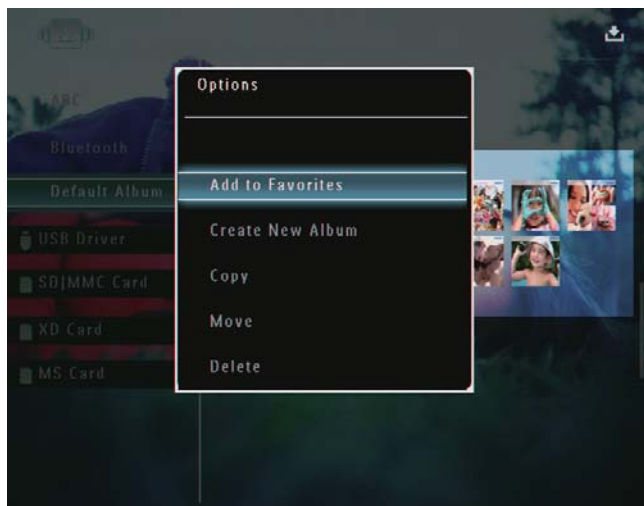 Options
Add to Favorites
Create New Album
Copy
Move
Delete
ABC
Bluetooth
Default Album
USB Driver
SD|MMC Card
XD Card
MS Card